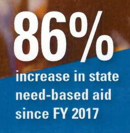 86%
increase in state
need-based aid
since FY 2017